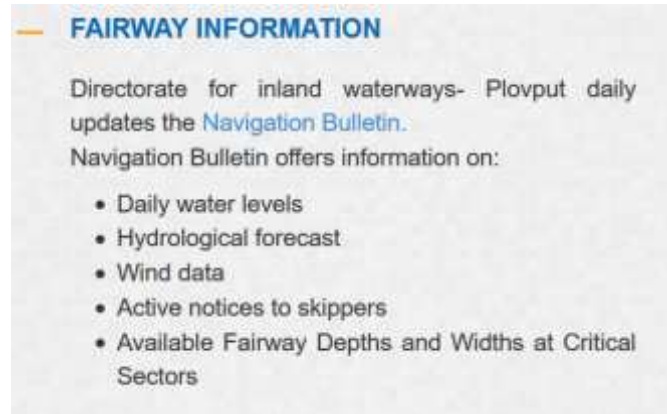 FAIRWAY INFORMATION
Directorate for inland waterways- Plovput daily
updates the Navigation Bulletin.
Navigation Bulletin offers information on:
• Daily water levels
• Hydrological forecast
• Wind data
• Active notices to skippers
• Available Fairway Depths and Widths at Critical
Sectors